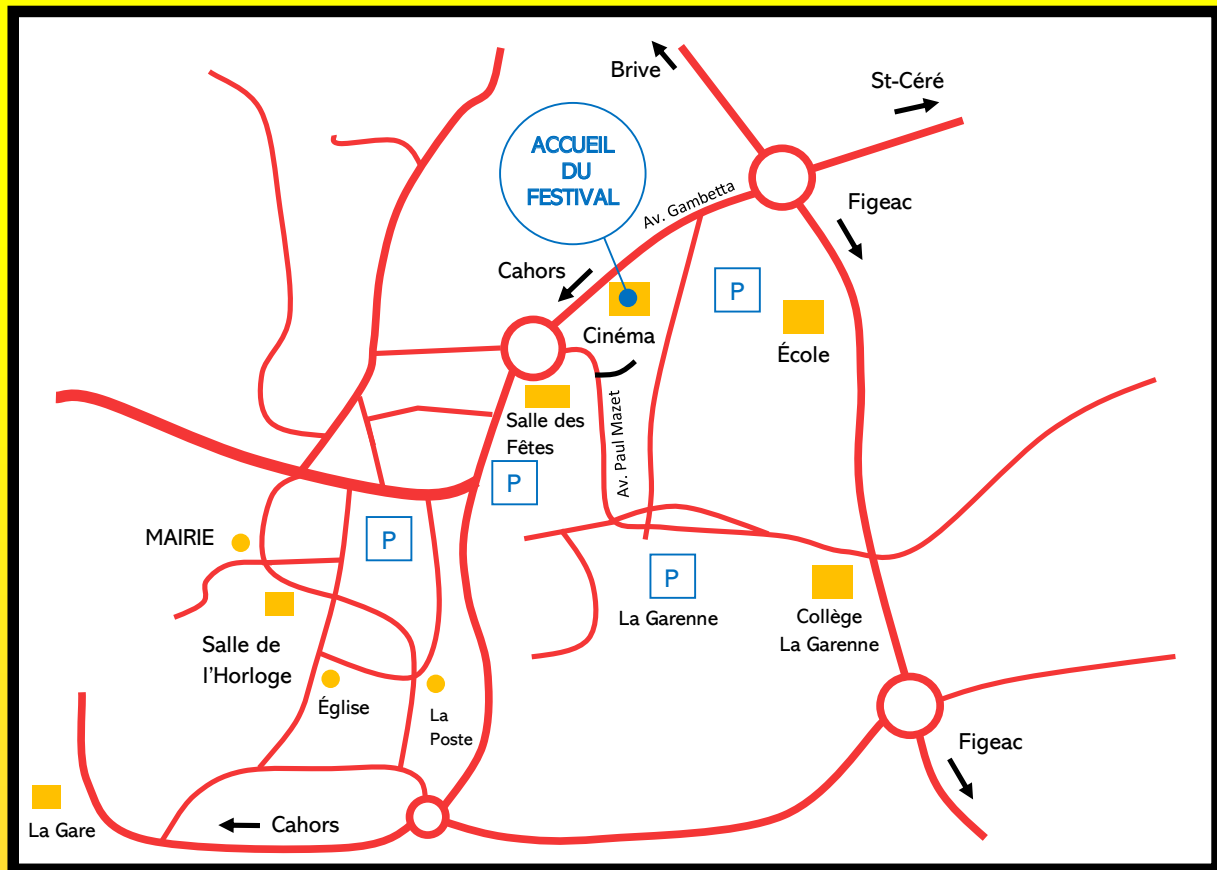 Brive
St-Céré
ACCUEIL
DU
FESTIVAL
Av. Gambetta
Figeac
Cahors
P
Cinéma
École
Av. Paul Mazet
Salle des
Fêtes
P
P
MAIRIE
P
La Garenne
Collège
La Garenne
Salle de
l'Horloge
Église
La
Poste
Figeac
La Gare
Cahors